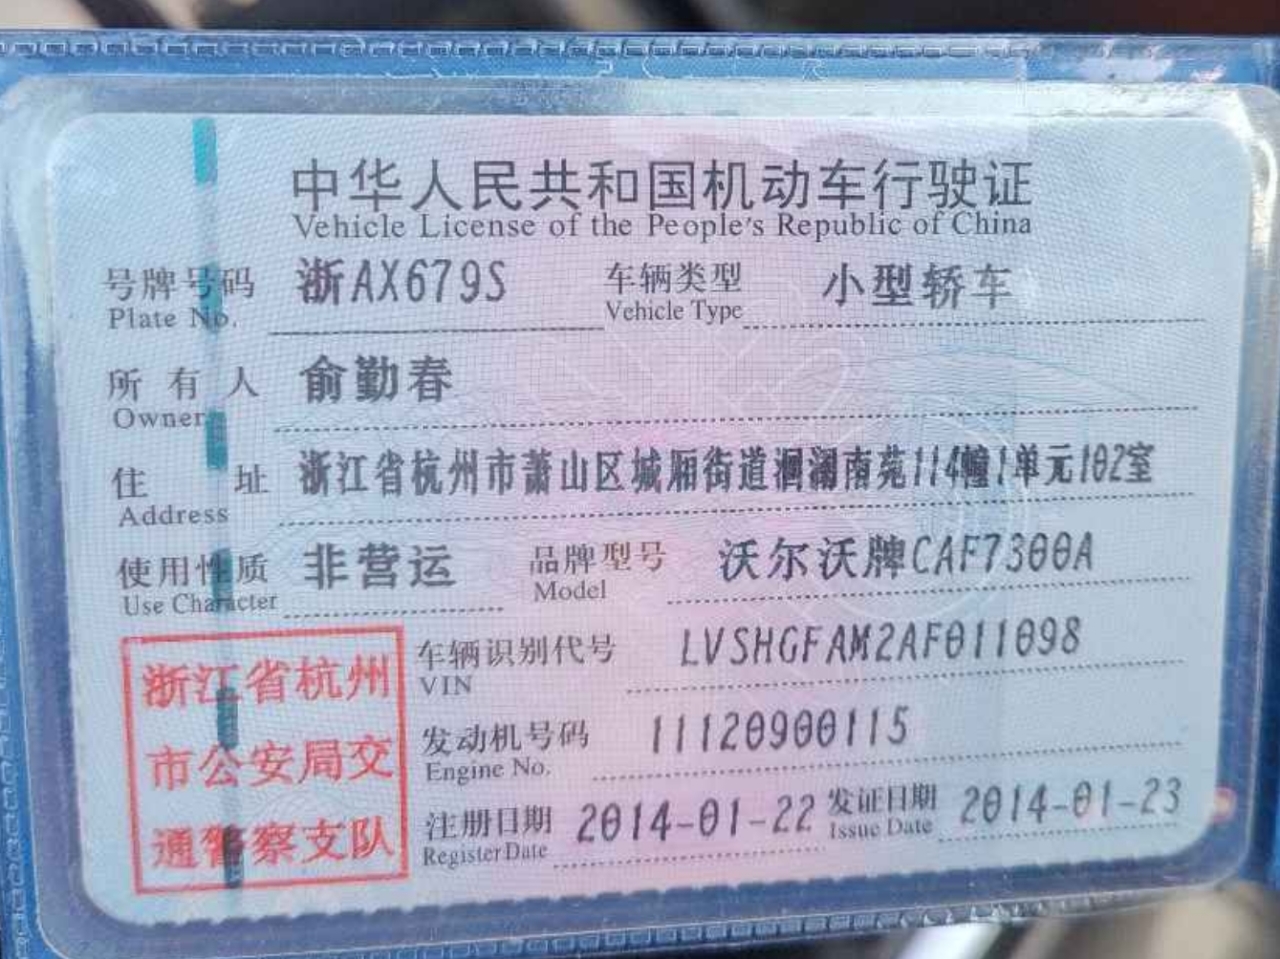 中华人民共和国机动车行驶证
Vehicle License of the People's Republic of China
号牌号码 浙AX679S 车辆类型 小型轿车
Plate No. Vehicle Type
所有人 俞勤春
Owner
住址 浙江省杭州市萧山区城厢街道洄澜南苑114幢1单元102室
Address
使用性质 非营运 品牌型号 沃尔沃牌CAF7300A
Use Character Model
浙江省杭州
市公安局交
通警察支队
车辆识别代号 LVSHGFAM2AF011098
VIN
发动机号码 11120900115
Engine No.
注册日期 2014-01-22 发证日期 2014-01-23
Register Date Issue Date